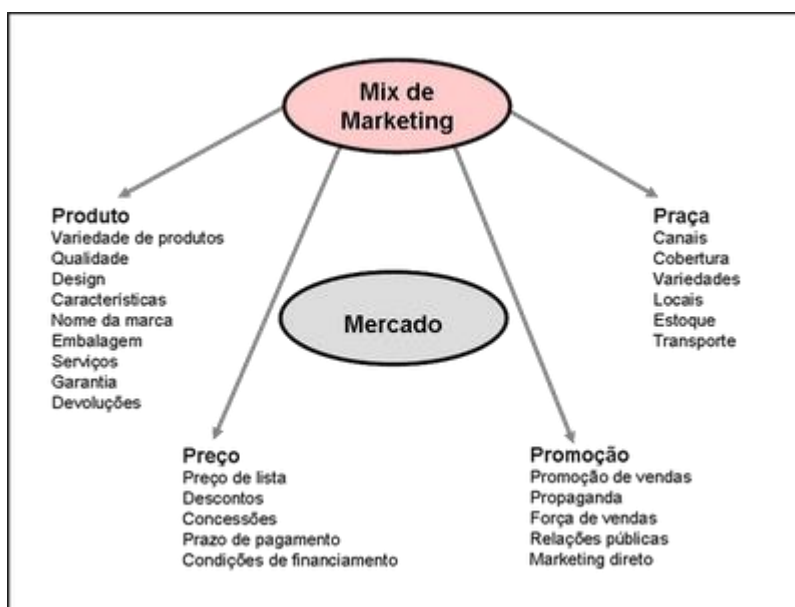 Mix de
Marketing
Produto
Variedade de produtos
Qualidade
Design
Características
Nome da marca
Embalagem
Serviços
Garantia
Devoluções
Mercado
Praça
Canais
Cobertura
Variedades
Locais
Estoque
Transporte
Preço
Preço de lista
Descontos
Concessões
Prazo de pagamento
Condições de financiamento
Promoção
Promoção de vendas
Propaganda
Força de vendas
Relações públicas
Marketing direto